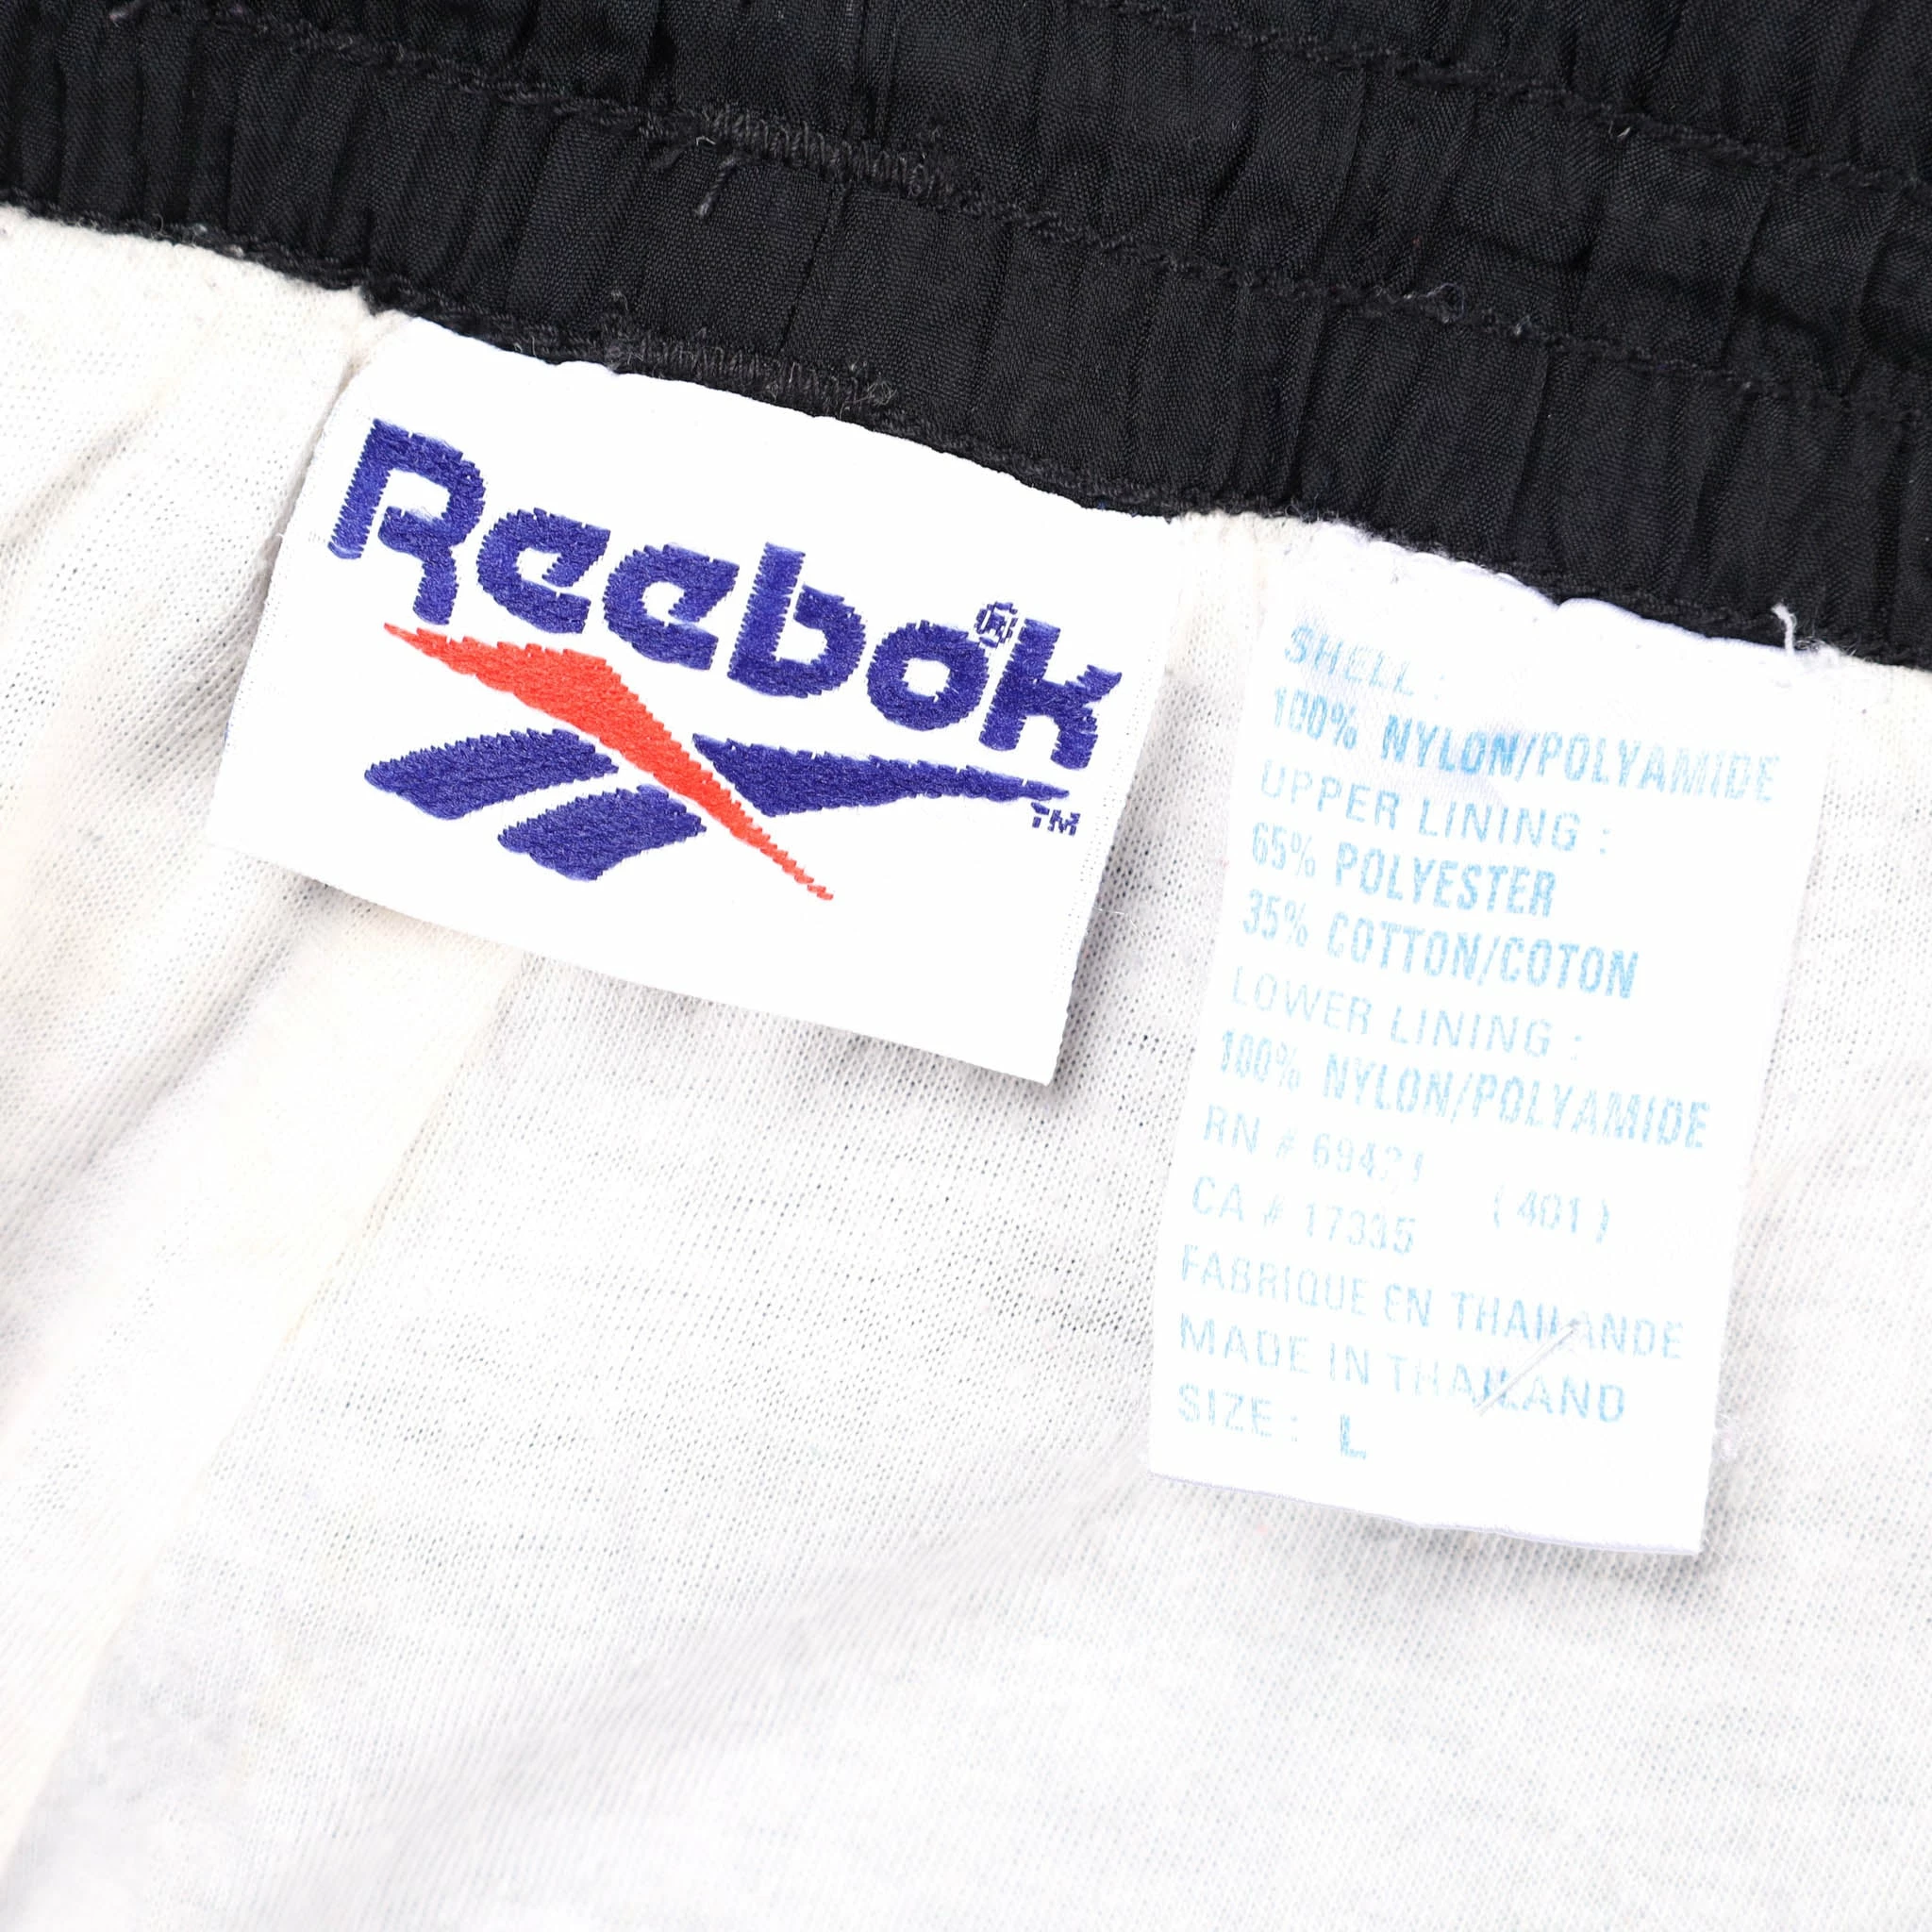 Reebok®
TM
SHELL :
100% NYLON/POLYAMIDE
UPPER LINING :
65% POLYESTER
35% COTTON/COTON
LOWER LINING :
100% NYLON/POLYAMIDE
RN #
CA # 17335 (401)
FABRIQUE EN THAILANDE
MADE IN THAILAND
SIZE : L